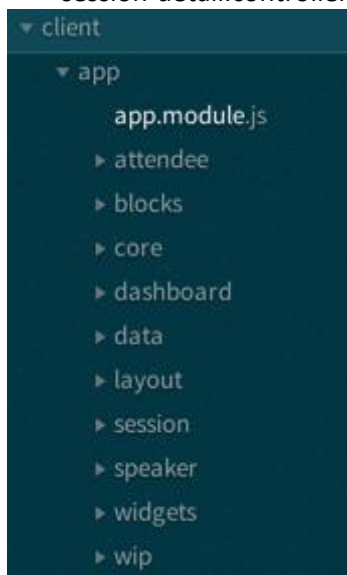 client
app
app.module.js
attendee
blocks
core
dashboard
data
layout
session
speaker
widgets
wip